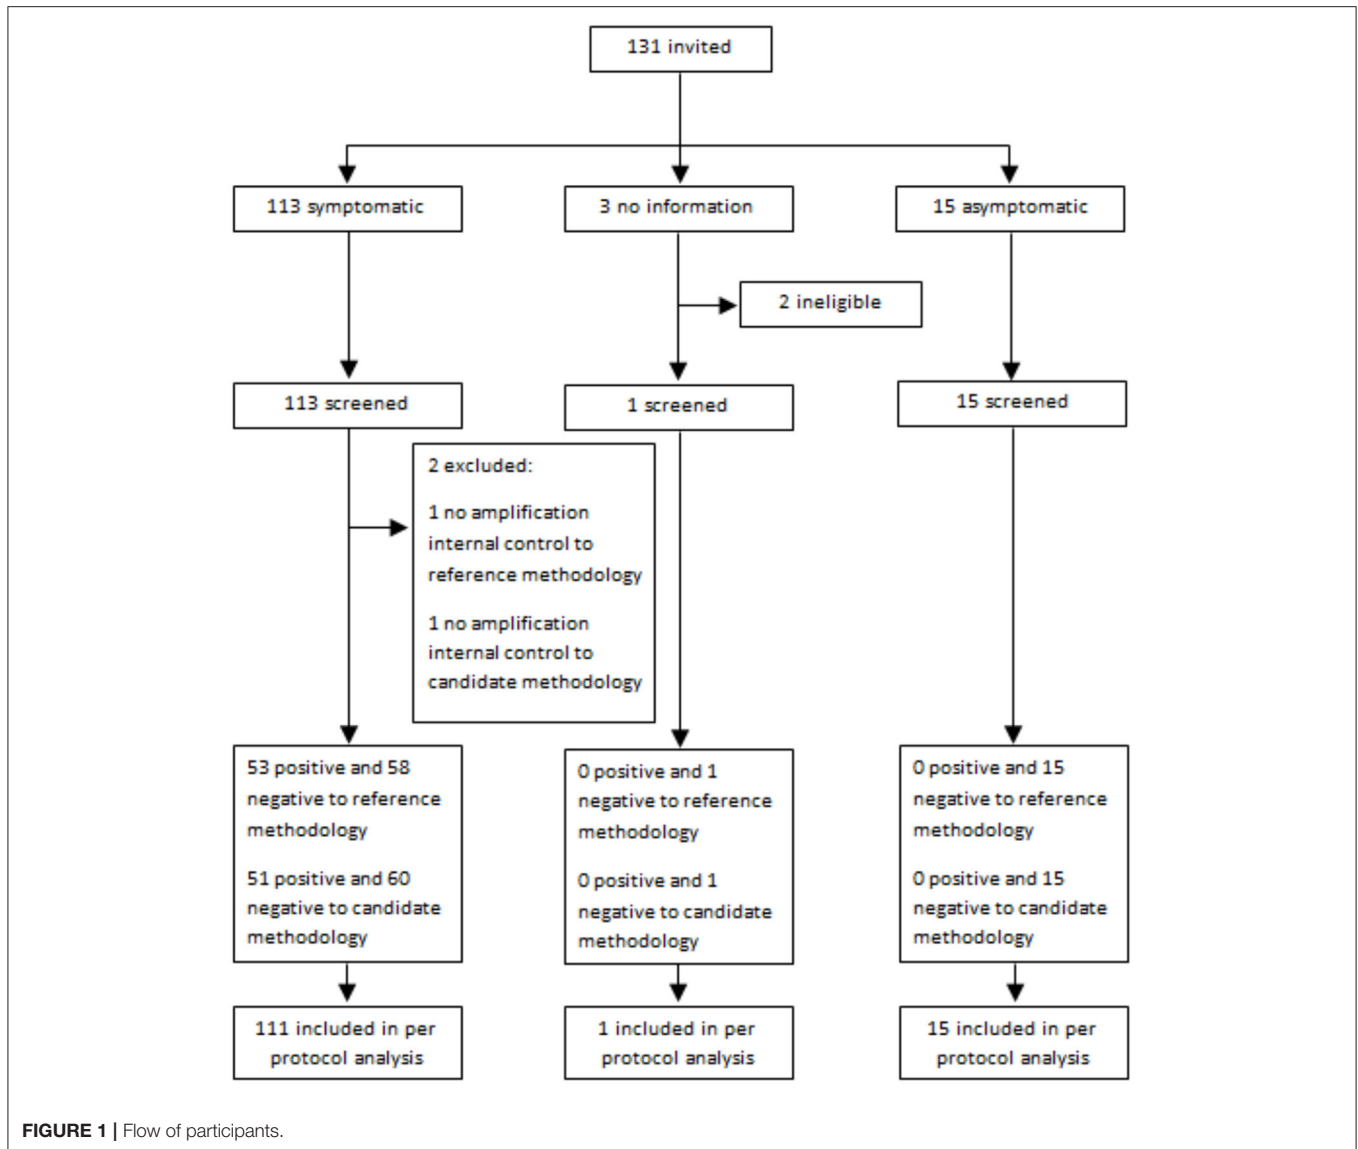 131 invited
113 symptomatic
3 no information
15 asymptomatic
2 ineligible
113 screened
1 screened
15 screened
2 excluded:
1 no amplification
internal control to
reference methodology
1 no amplification
internal control to
candidate methodology
53 positive and 58
negative to reference
methodology
51 positive and 60
negative to candidate
methodology
0 positive and 1
negative to reference
methodology
0 positive and 1
negative to candidate
methodology
0 positive and 15
negative to reference
methodology
0 positive and 15
negative to candidate
methodology
111 included in per
protocol analysis
1 included in per
protocol analysis
15 included in per
protocol analysis
FIGURE 1 | Flow of participants.